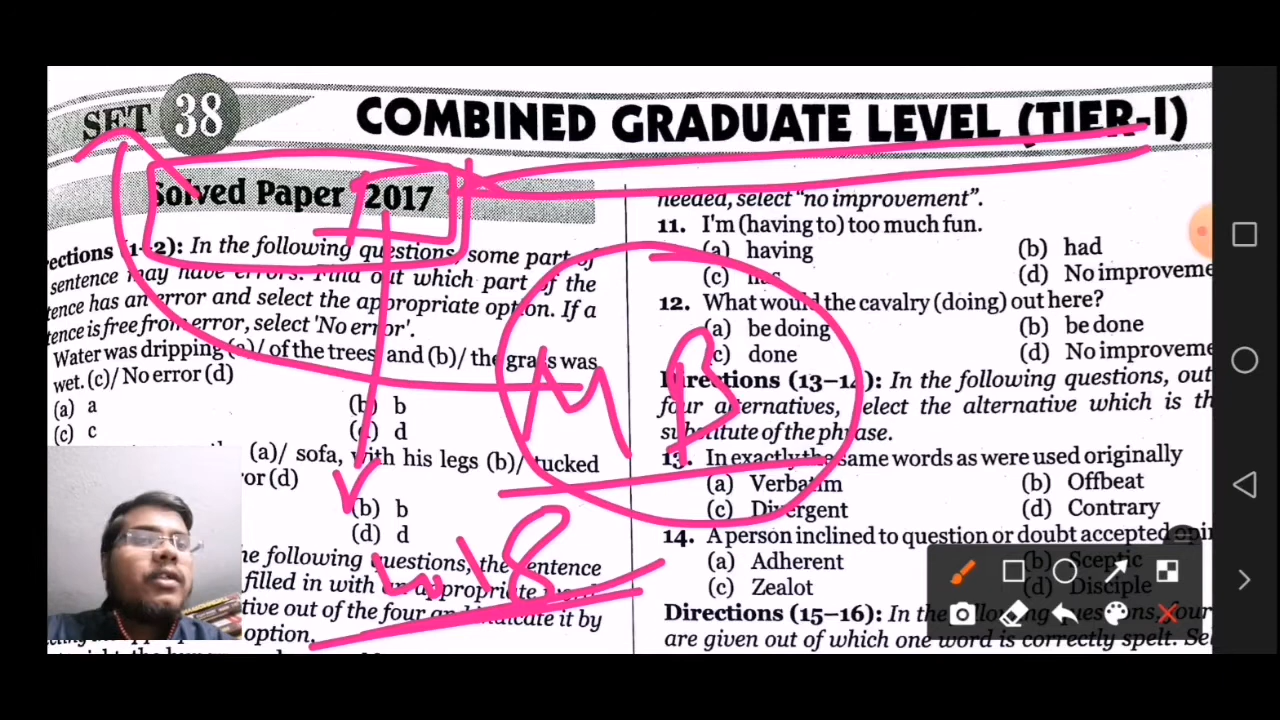 SET 38 COMBINED GRADUATE LEVEL (TIER-I)
Solved Paper 2017
ections (1-2): In the following questions, some part of
sentence may have errors. Find out which part of the
tence has an error and select the appropriate option. If a
tence is free from error, select 'No error'.
Water was dripping (a)/ of the trees, and (b)/ the grass was
wet. (c)/ No error (d)
(a) a (b) b
(c) c (d) d
(a)/ sofa, with his legs (b)/ tucked
or (d)
(b) b
(d) d
he following questions, the sentence
filled in with an appropriate word
tive out of the four and indicate it by
option.
needed, select "no improvement".
11. I'm (having to) too much fun.
(a) having (b) had
(c) has (d) No improveme
12. What would the cavalry (doing) out here?
(a) be doing (b) be done
(c) done (d) No improveme
Directions (13–14): In the following questions, out
four alternatives, select the alternative which is th
substitute of the phrase.
13. In exactly the same words as were used originally
(a) Verbatim (b) Offbeat
(c) Divergent (d) Contrary
14. A person inclined to question or doubt accepted opin
(a) Adherent (b) Sceptic
(c) Zealot (d) Disciple
Directions (15–16): In the following questions, four
are given out of which one word is correctly spelt. Sel
MB
18